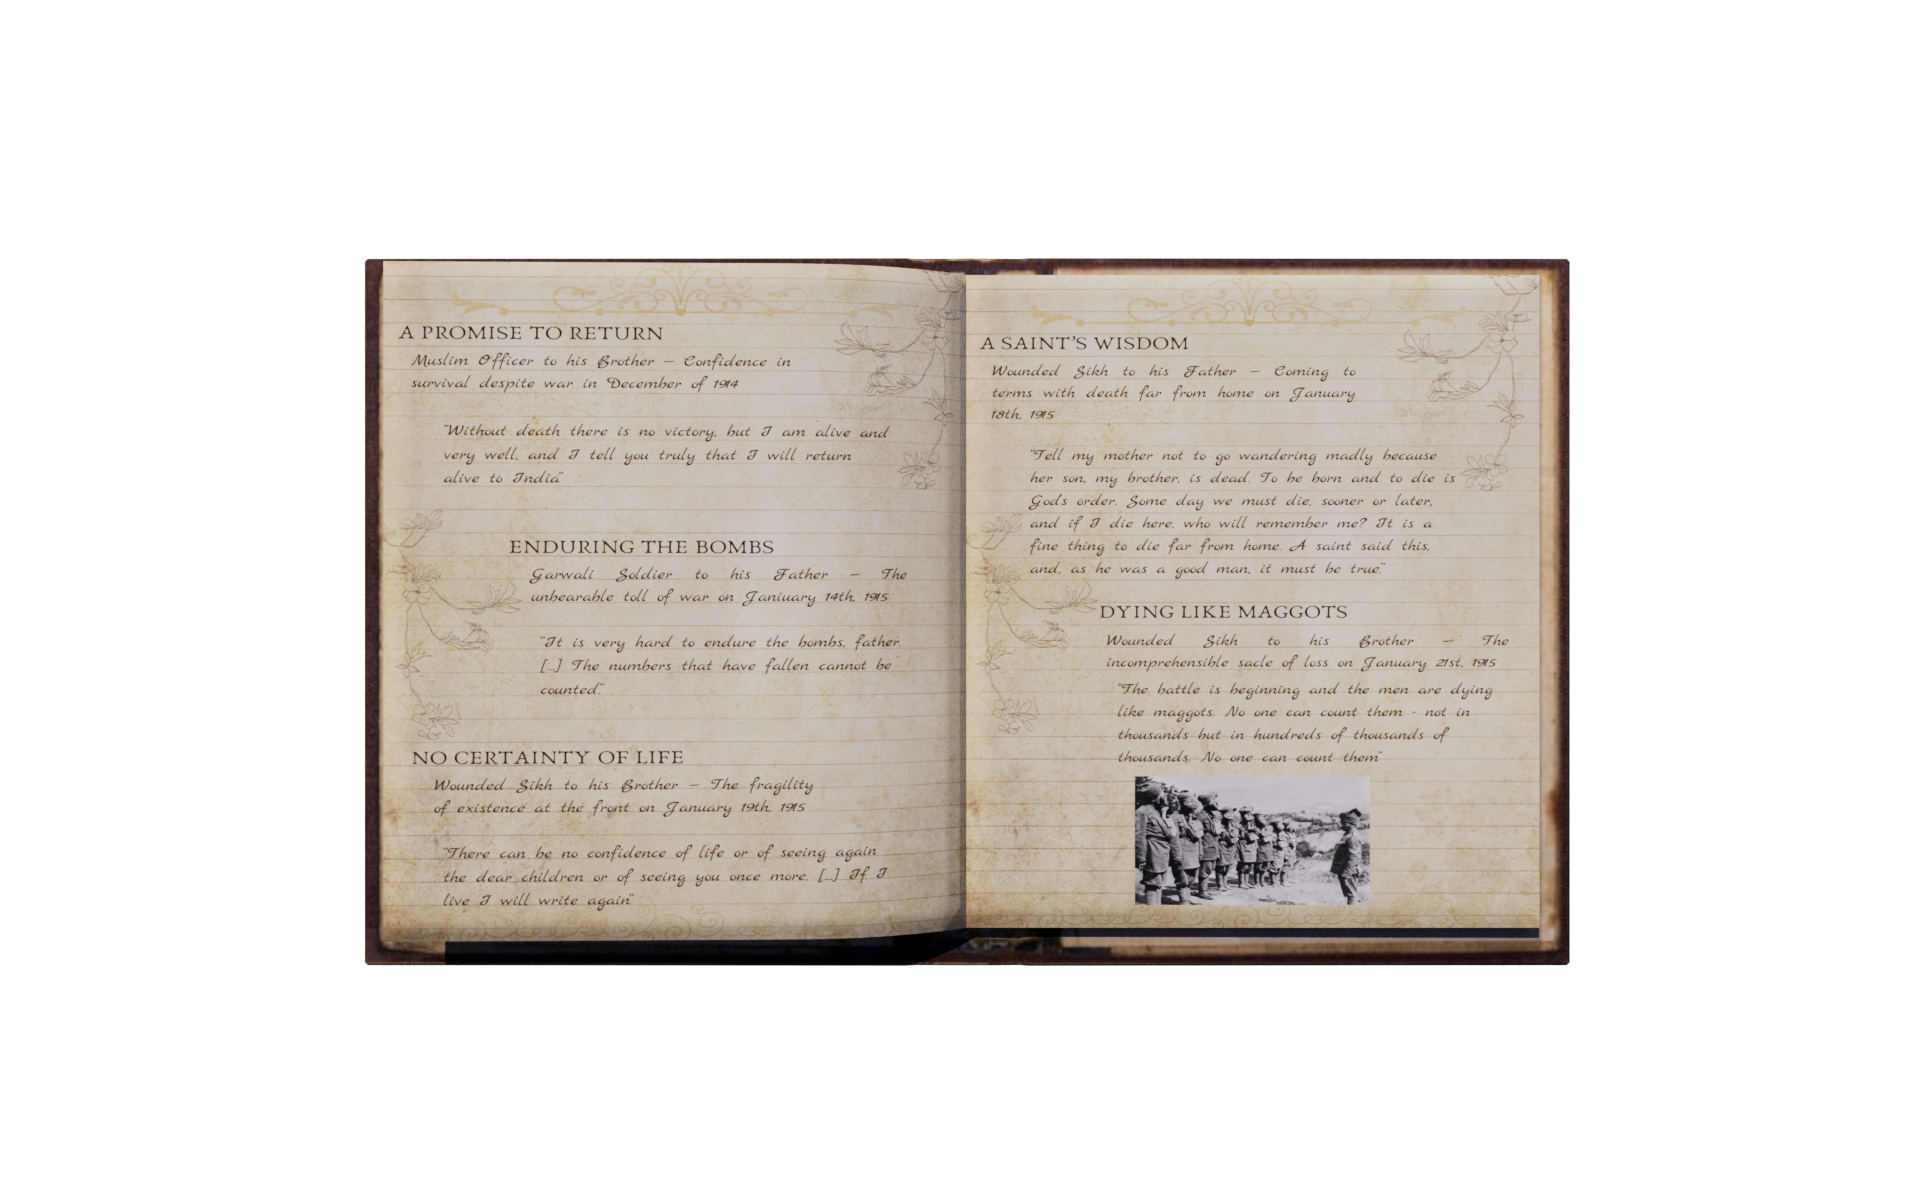 A PROMISE TO RETURN
Muslim Officer to his Brother – Confidence in
survival despite war in December of 1914
"Without death there is no victory, but I am alive and
very well, and I tell you truly that I will return
alive to India"
ENDURING THE BOMBS
Garwali Soldier to his Father – The
unbearable toll of war on Janiuary 14th, 1915
"It is very hard to endure the bombs, father.
[...] The numbers that have fallen cannot be
counted."
NO CERTAINTY OF LIFE
Wounded Sikh to his Brother – The fragility
of existence at the front on January 19th, 1915
"There can be no confidence of life or of seeing again
the dear children or of seeing you once more. [...] If I
live I will write again"
A SAINT'S WISDOM
Wounded Sikh to his Father – Coming to
terms with death far from home on January
18th, 1915
"Tell my mother not to go wandering madly because
her son, my brother, is dead. To be born and to die is
God's order. Some day we must die, sooner or later,
and if I die here, who will remember me? It is a
fine thing to die far from home. A saint said this,
and, as he was a good man, it must be true."
DYING LIKE MAGGOTS
Wounded Sikh to his Brother – The
incomprehensible sacle of loss on January 21st, 1915
"The battle is beginning and the men are dying
like maggots. No one can count them - not in
thousands but in hundreds of thousands of
thousands. No one can count them"